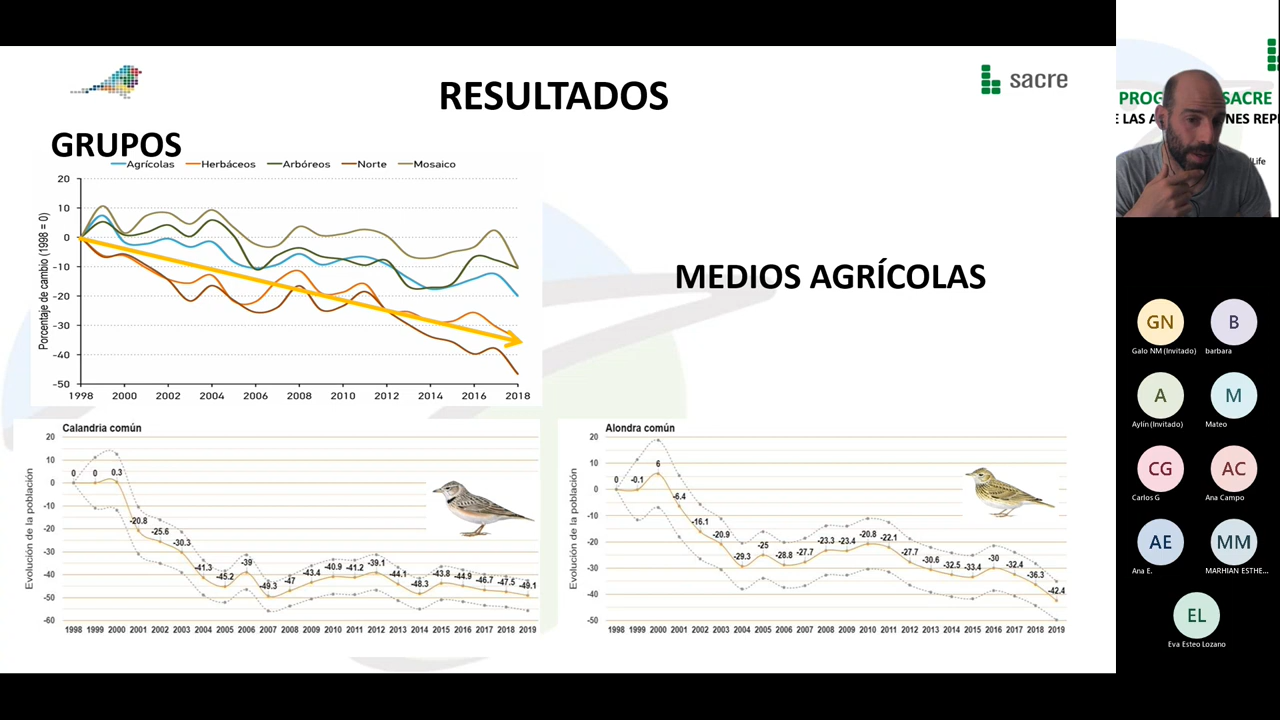 RESULTADOS
sacre
GRUPOS
Agrícolas Herbáceos Arbóreos Norte Mosaico
Porcentaje de cambio (1998 = 0)
20
10
0
-10
-20
-30
-40
-50
1998 2000 2002 2004 2006 2008 2010 2012 2014 2016 2018
MEDIOS AGRÍCOLAS
Calandria común
Evolución de la población
20
10
0
-10
-20
-30
-40
-50
-60
0 0 0.3 -20.8 -25.6 -30.3 -41.3 -45.2 -39 -49.3 -47 -43.4 -40.9 -41.2 -39.1 -44.1 -48.3 -43.8 -44.9 -46.7 -47.5 -49.1
1998 1999 2000 2001 2002 2003 2004 2005 2006 2007 2008 2009 2010 2011 2012 2013 2014 2015 2016 2017 2018 2019
Alondra común
Evolución de la población
20
10
0
-10
-20
-30
-40
-50
0 -0.1 6 -6.4 -16.1 -20.9 -29.3 -25 -28.8 -27.7 -23.3 -23.4 -20.8 -22.1 -27.7 -30.6 -32.5 -33.4 -30 -32.4 -36.3 -42.4
1998 1999 2000 2001 2002 2003 2004 2005 2006 2007 2008 2009 2010 2011 2012 2013 2014 2015 2016 2017 2018 2019
PROG SACRE
E LAS A NES REP
Life
GN B
Galo NM (Invitado) barbara
A M
Aylín (Invitado) Mateo
CG AC
Carlos G Ana Campo
AE MM
Ana E. MARHIAN ESTHE...
EL
Eva Esteo Lozano